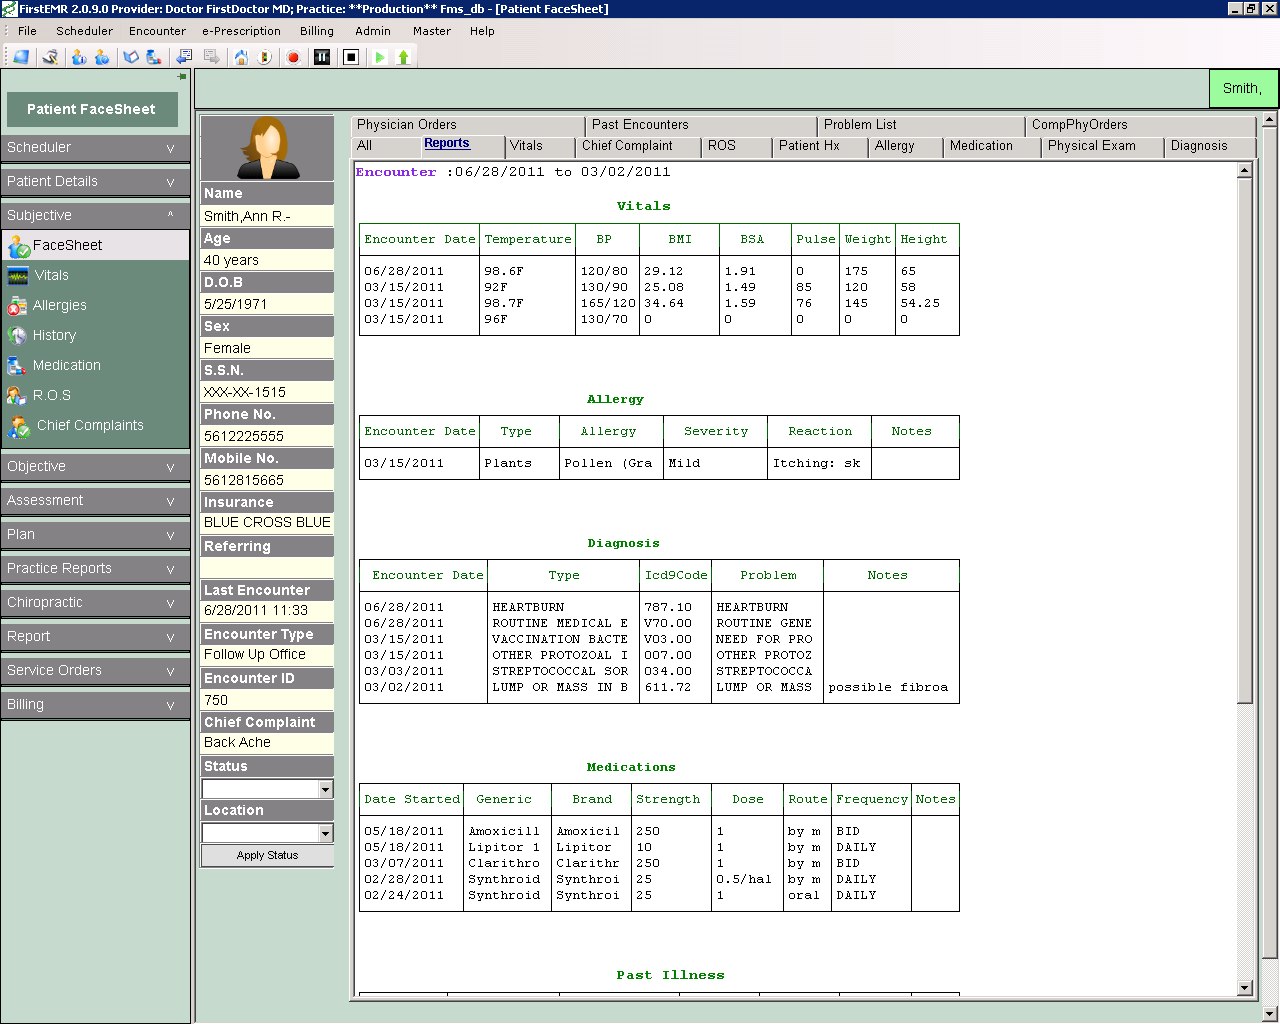 FirstEMR 2.0.9.0 Provider: Doctor FirstDoctor MD; Practice: **Production** Fms_db - [Patient FaceSheet]
File Scheduler Encounter e-Prescription Billing Admin Master Help
Smith,
Patient FaceSheet
Scheduler
Patient Details
Subjective
FaceSheet
Vitals
Allergies
History
Medication
R.O.S
Chief Complaints
Objective
Assessment
Plan
Practice Reports
Chiropractic
Report
Service Orders
Billing
Name
Smith,Ann R.-
Age
40 years
D.O.B
5/25/1971
Sex
Female
S.S.N.
XXX-XX-1515
Phone No.
5612225555
Mobile No.
5612815665
Insurance
BLUE CROSS BLUE
Referring
Last Encounter
6/28/2011 11:33
Encounter Type
Follow Up Office
Encounter ID
750
Chief Complaint
Back Ache
Status
Location
Apply Status
Physician Orders Past Encounters Problem List CompPhyOrders
All Reports Vitals Chief Complaint ROS Patient Hx Allergy Medication Physical Exam Diagnosis
Encounter :06/28/2011 to 03/02/2011
Vitals
Encounter Date Temperature BP BMI BSA Pulse Weight Height
06/28/2011 98.6F 120/80 29.12 1.91 0 175 65
03/15/2011 92F 130/90 25.08 1.49 85 120 58
03/15/2011 98.7F 165/120 34.64 1.59 76 145 54.25
03/15/2011 96F 130/70 0 0 0 0 0
Allergy
Encounter Date Type Allergy Severity Reaction Notes
03/15/2011 Plants Pollen (Gra Mild Itching: sk
Diagnosis
Encounter Date Type Icd9Code Problem Notes
06/28/2011 HEARTBURN 787.10 HEARTBURN
06/28/2011 ROUTINE MEDICAL E V70.00 ROUTINE GENE
03/15/2011 VACCINATION BACTE V03.00 NEED FOR PRO
03/15/2011 OTHER PROTOZOAL I 007.00 OTHER PROTOZ
03/03/2011 STREPTOCOCCAL SOR 034.00 STREPTOCOCCA
03/02/2011 LUMP OR MASS IN B 611.72 LUMP OR MASS possible fibroa
Medications
Date Started Generic Brand Strength Dose Route Frequency Notes
05/18/2011 Amoxicill Amoxicil 250 1 by m BID
05/18/2011 Lipitor 1 Lipitor 10 1 by m DAILY
03/07/2011 Clarithro Clarithr 250 1 by m BID
02/28/2011 Synthroid Synthroi 25 0.5/hal by m DAILY
02/24/2011 Synthroid Synthroi 25 1 oral DAILY
Past Illness